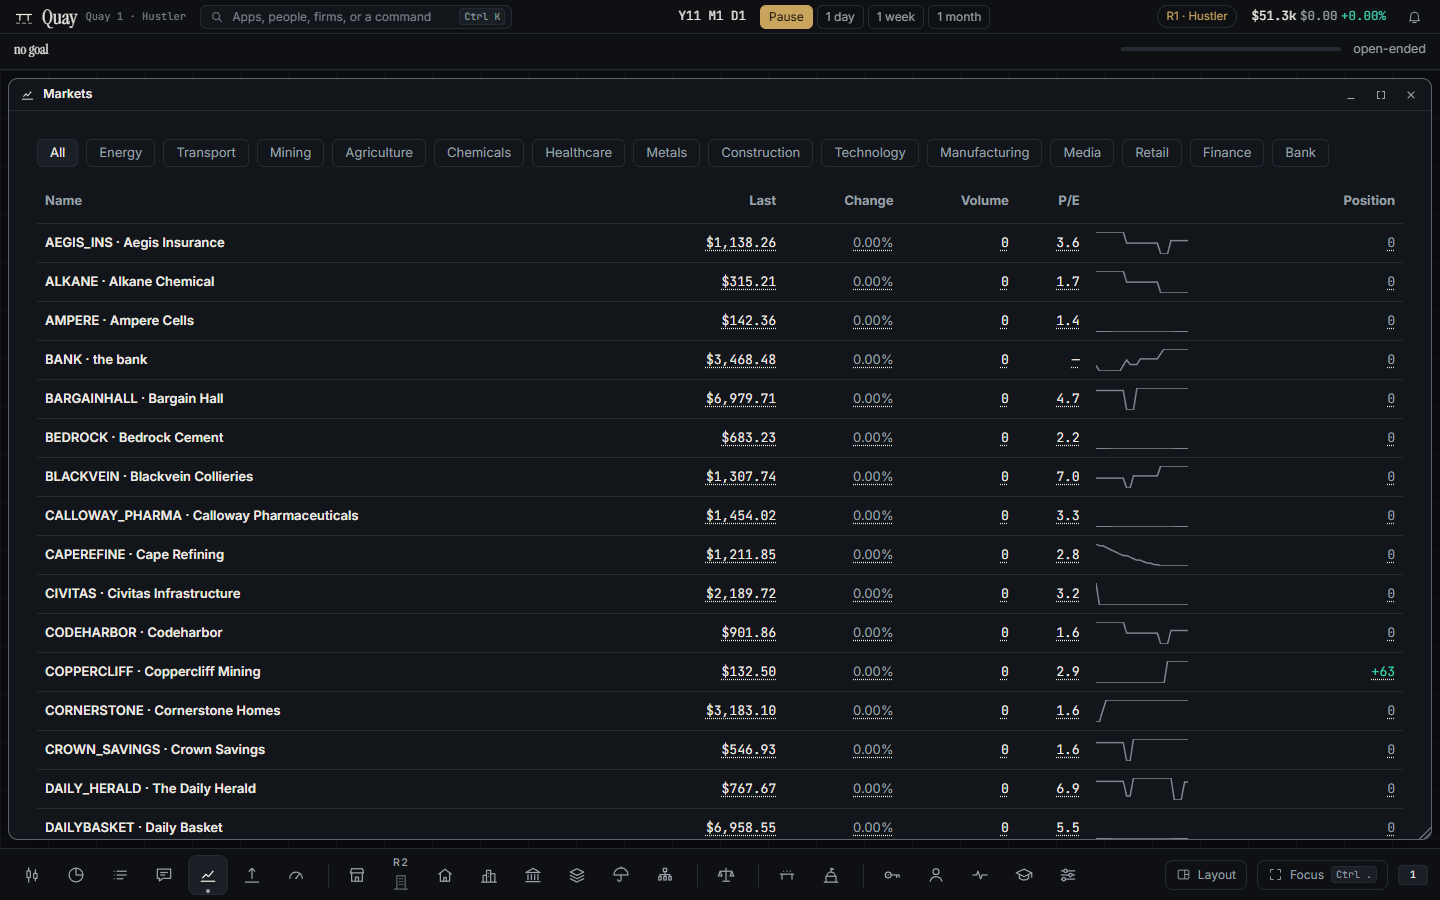 Quay Quay 1 · Hustler Apps, people, firms, or a command Ctrl K Y11 M1 D1 Pause 1 day 1 week 1 month R1 · Hustler $51.3k $0.00 +0.00%
no goal open-ended
Markets
All Energy Transport Mining Agriculture Chemicals Healthcare Metals Construction Technology Manufacturing Media Retail Finance Bank
Name Last Change Volume P/E Position
AEGIS_INS · Aegis Insurance $1,138.26 0.00% 0 3.6 0
ALKANE · Alkane Chemical $315.21 0.00% 0 1.7 0
AMPERE · Ampere Cells $142.36 0.00% 0 1.4 0
BANK · the bank $3,468.48 0.00% 0 — 0
BARGAINHALL · Bargain Hall $6,979.71 0.00% 0 4.7 0
BEDROCK · Bedrock Cement $683.23 0.00% 0 2.2 0
BLACKVEIN · Blackvein Collieries $1,307.74 0.00% 0 7.0 0
CALLOWAY_PHARMA · Calloway Pharmaceuticals $1,454.02 0.00% 0 3.3 0
CAPEREFINE · Cape Refining $1,211.85 0.00% 0 2.8 0
CIVITAS · Civitas Infrastructure $2,189.72 0.00% 0 3.2 0
CODEHARBOR · Codeharbor $901.86 0.00% 0 1.6 0
COPPERCLIFF · Coppercliff Mining $132.50 0.00% 0 2.9 +63
CORNERSTONE · Cornerstone Homes $3,183.10 0.00% 0 1.6 0
CROWN_SAVINGS · Crown Savings $546.93 0.00% 0 1.6 0
DAILY_HERALD · The Daily Herald $767.67 0.00% 0 6.9 0
DAILYBASKET · Daily Basket $6,958.55 0.00% 0 5.5 0
R2
Layout Focus Ctrl . 1